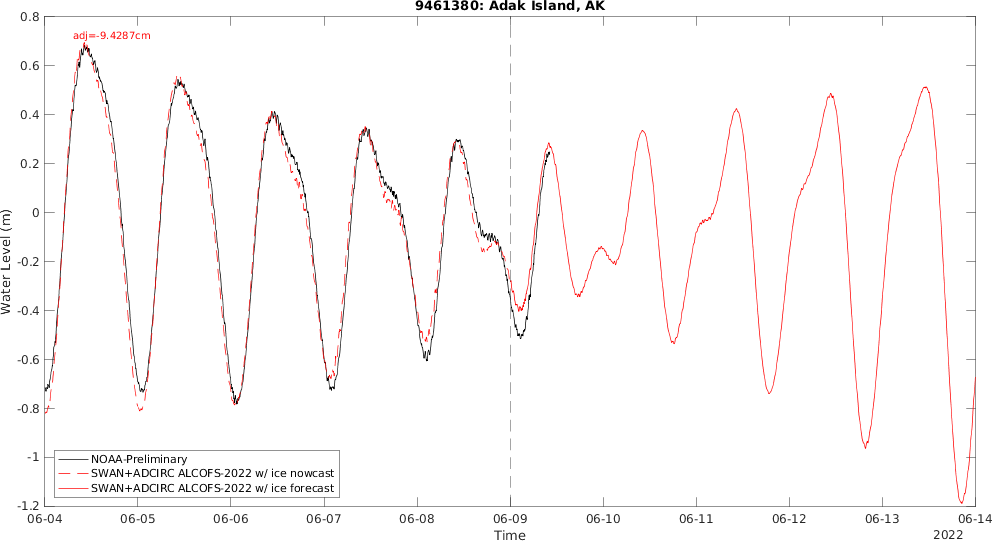 9461380: Adak Island, AK
adj=-9.4287cm
Water Level (m)
0.8
0.6
0.4
0.2
0
-0.2
-0.4
-0.6
-0.8
-1
-1.2
NOAA-Preliminary
SWAN+ADCIRC ALCOFS-2022 w/ ice nowcast
SWAN+ADCIRC ALCOFS-2022 w/ ice forecast
06-04 06-05 06-06 06-07 06-08 06-09 06-10 06-11 06-12 06-13 06-14
Time
2022